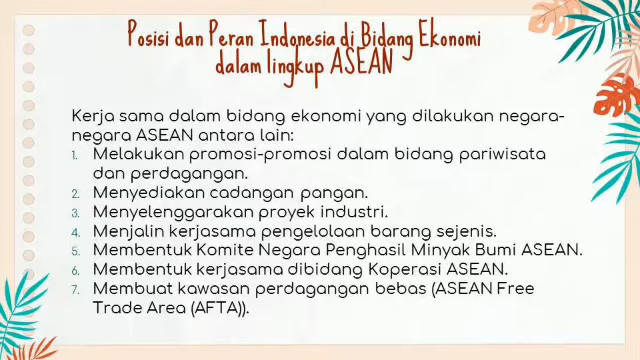 Posisi dan Peran Indonesia di Bidang Ekonomi
dalam lingkup ASEAN
Kerja sama dalam bidang ekonomi yang dilakukan negara-
negara ASEAN antara lain:
1. Melakukan promosi-promosi dalam bidang pariwisata
dan perdagangan.
2. Menyediakan cadangan pangan.
3. Menyelenggarakan proyek industri.
4. Menjalin kerjasama pengelolaan barang sejenis.
5. Membentuk Komite Negara Penghasil Minyak Bumi ASEAN.
6. Membentuk kerjasama dibidang Koperasi ASEAN.
7. Membuat kawasan perdagangan bebas (ASEAN Free
Trade Area (AFTA)).